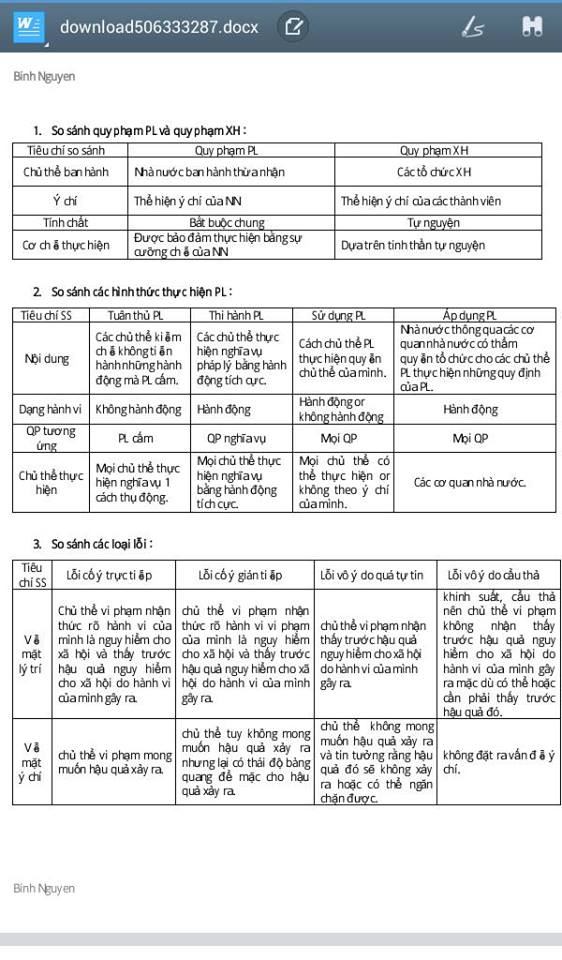 W
download506333287.docx
Bình Nguyen
1. So sánh quy phạm PL và quy phạm XH :
Tiêu chí so sánh
Quy phạm PL
Quy phạm XH
Chủ thể ban hành
Nhà nước ban hành thừa nhận
Các tổ chức XH
Ý chí
Thể hiện ý chí của NN
Thể hiện ý chí của các thành viên
Tính chất
Bắt buộc chung
Tự nguyện
Cơ chế thực hiện
Được bảo đảm thực hiện bằng sự
cưỡng chế của NN
Dựa trên tinh thần tự nguyện
2. So sánh các hình thức thực hiện PL :
Tiêu chí SS
Tuân thủ PL
Thi hành PL
Sử dụng PL
Áp dụng PL
Nội dung
Các chủ thể kiềm
chế không tiến
hành những hành
động mà PL cấm.
Các chủ thể thực
hiện nghĩa vụ
pháp lý bằng hành
động tích cực.
Cách chủ thể PL
thực hiện quyền
chủ thể của mình.
Nhà nước thông qua các cơ
quan nhà nước có thẩm
quyền tổ chức cho các chủ thể
PL thực hiện những quy định
của PL.
Dạng hành vi
Không hành động
Hành động
Hành động or
không hành động
Hành động
QP tương
ứng
PL cấm
QP nghĩa vụ
Mọi QP
Mọi QP
Chủ thể thực
hiện
Mọi chủ thể thực
hiện nghĩa vụ 1
cách thụ động.
Mọi chủ thể thực
hiện nghĩa vụ
bằng hành động
tích cực.
Mọi chủ thể có
thể thực hiện or
không theo ý chí
của mình.
Các cơ quan nhà nước.
3. So sánh các loại lỗi :
Tiêu
chí SS
Lỗi cố ý trực tiếp
Lỗi cố ý gián tiếp
Lỗi vô ý do quá tự tin
Lỗi vô ý do cẩu thả
Về
mặt
lý trí
Chủ thể vi phạm nhận
thức rõ hành vi của
mình là nguy hiểm cho
xã hội và thấy trước
hậu quả nguy hiểm
cho xã hội do hành vi
của mình gây ra.
chủ thể vi phạm nhận
thức rõ hành vi vi phạm
của mình là nguy hiểm
cho xã hội và thấy trước
hậu quả nguy hiểm cho xã
hội do hành vi của mình
gây ra.
chủ thể vi phạm nhận
thấy trước hậu quả
nguy hiểm cho xã hội
do hành vi của mình
gây ra.
khinh suất, cẩu thả
nên chủ thể vi phạm
không nhận thấy
trước hậu quả nguy
hiểm cho xã hội do
hành vi của mình gây
ra mặc dù có thể hoặc
cần phải thấy trước
hậu quả đó.
Về
mặt
ý chí
chủ thể vi phạm mong
muốn hậu quả xảy ra.
chủ thể tuy không mong
muốn hậu quả xảy ra
nhưng lại có thái độ bàng
quang để mặc cho hậu
quả xảy ra.
chủ thể không mong
muốn hậu quả xảy ra
và tin tưởng rằng hậu
quả đó sẽ không xảy
ra hoặc có thể ngăn
chặn được.
không đặt ra vấn đề ý
chí.
Bình Nguyen